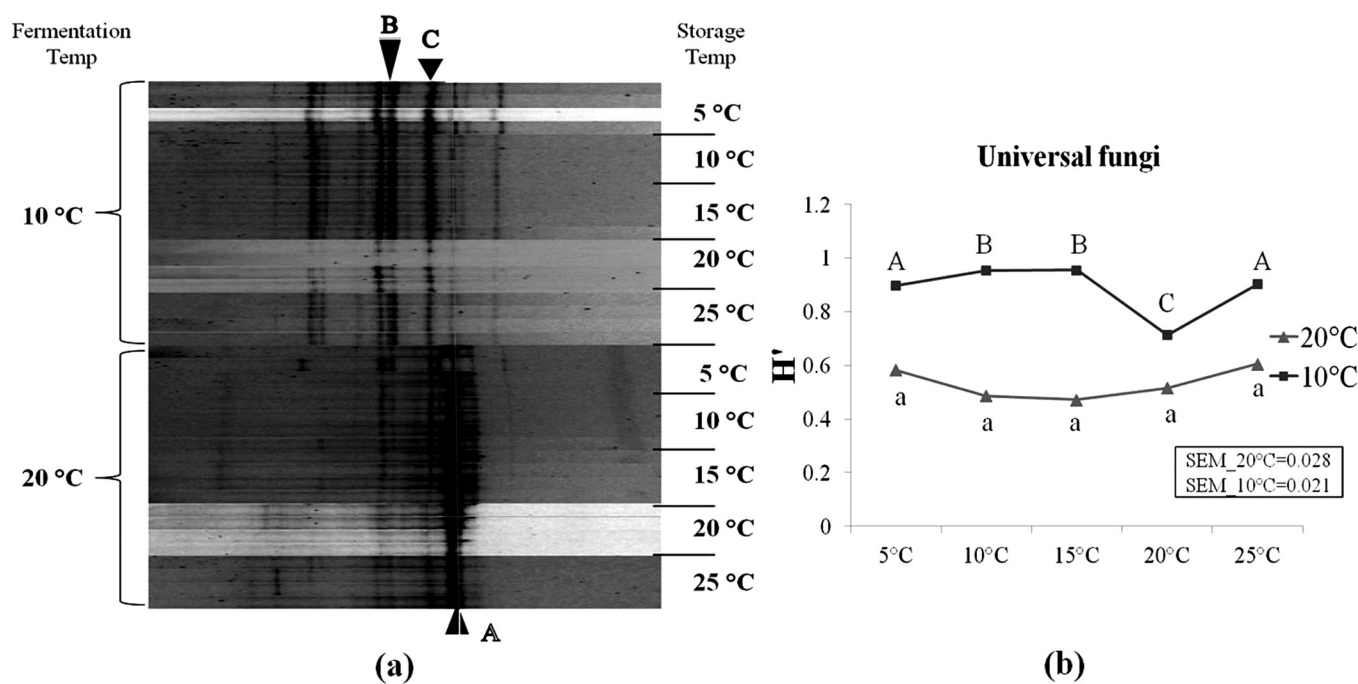 Fermentation
Temp
B
C
Storage
Temp
10 °C
20 °C
5 °C
10 °C
15 °C
20 °C
25 °C
5 °C
10 °C
15 °C
20 °C
25 °C
A
(a)
Universal fungi
H'
1.2
1
0.8
0.6
0.4
0.2
0
A
B
B
C
A
a
a
a
a
a
20°C
10°C
SEM_20°C=0.028
SEM_10°C=0.021
5°C
10°C
15°C
20°C
25°C
(b)